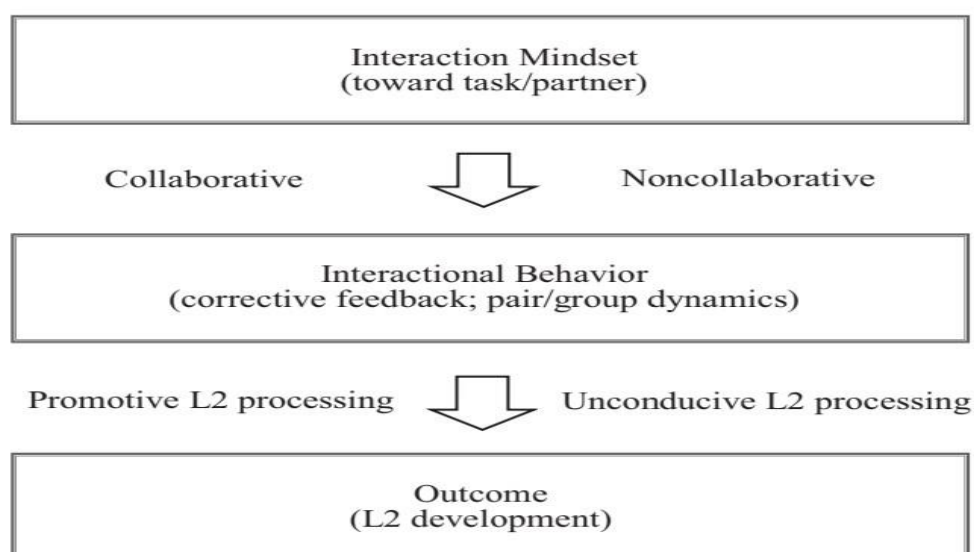 Interaction Mindset
(toward task/partner)
Collaborative
Noncollaborative
Interactional Behavior
(corrective feedback; pair/group dynamics)
Promotive L2 processing
Unconducive L2 processing
Outcome
(L2 development)